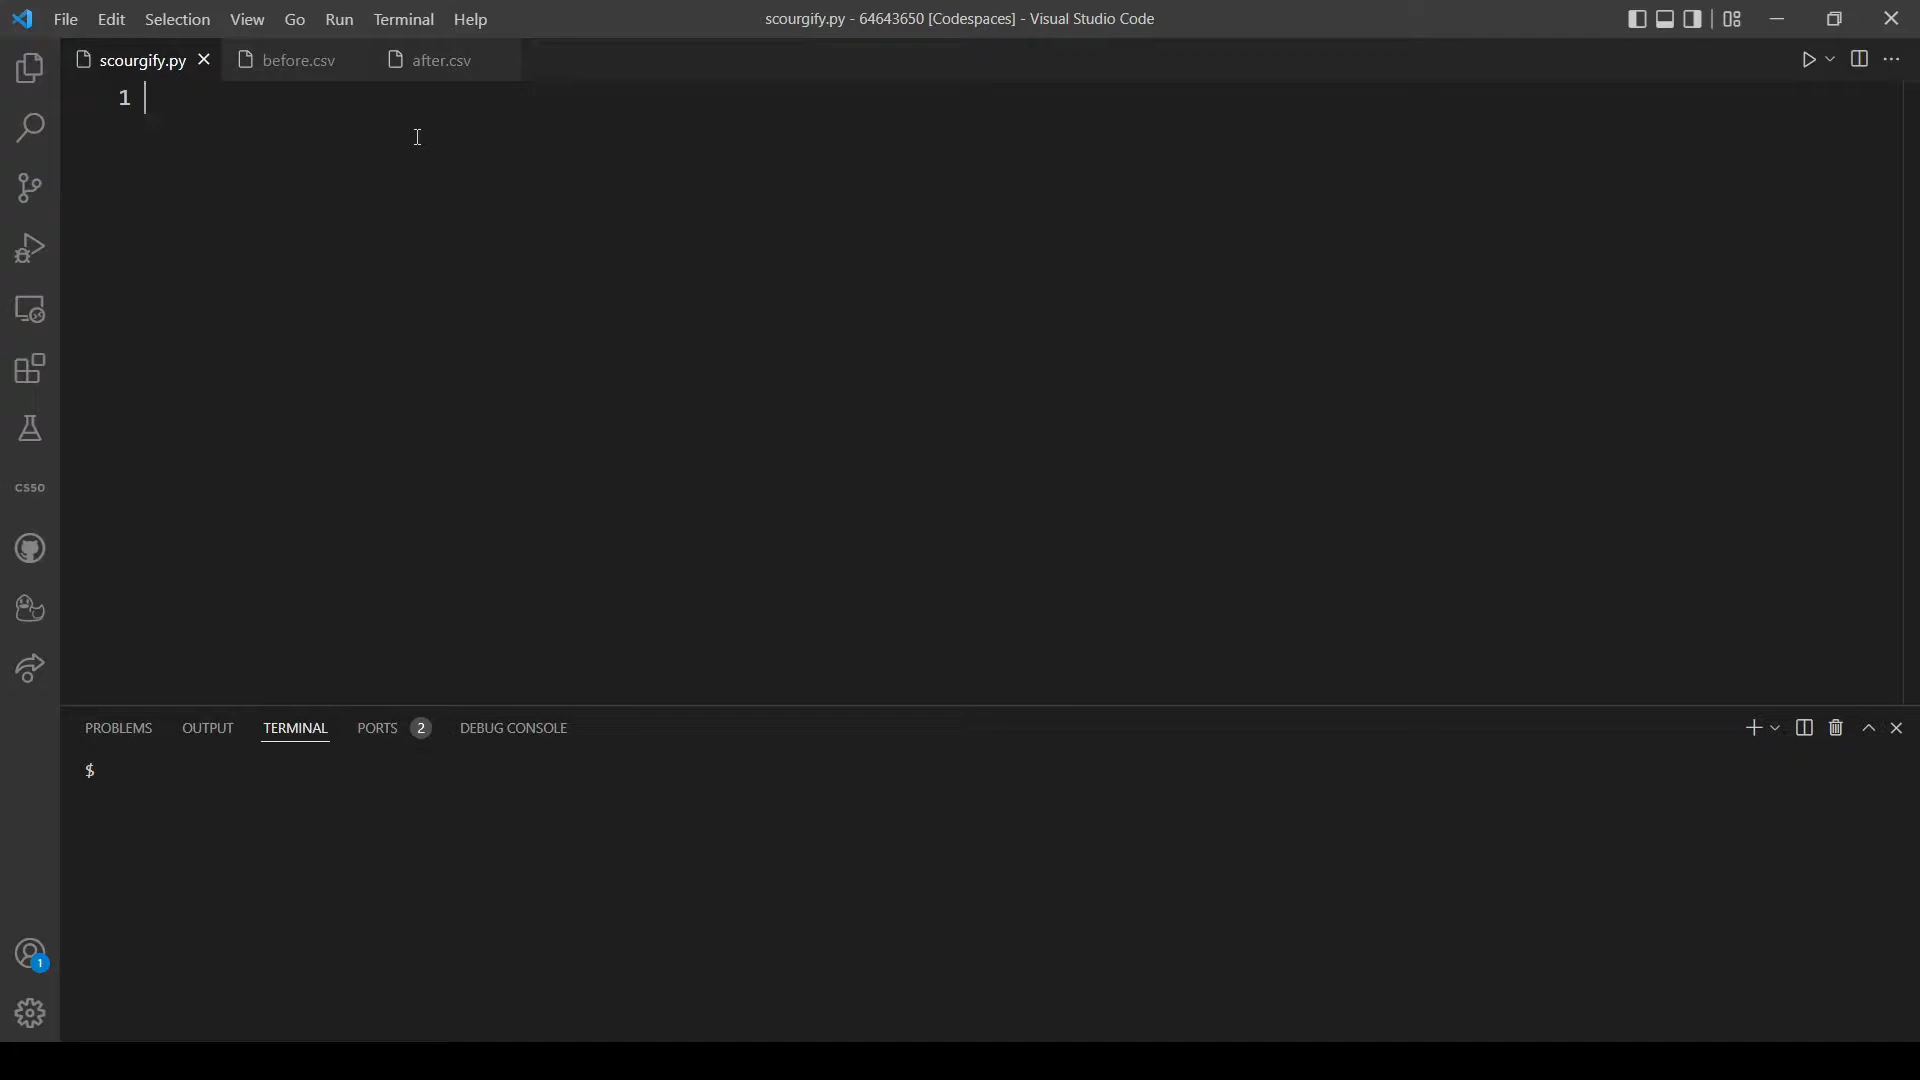 File Edit Selection View Go Run Terminal Help
scourgify.py - 64643650 [Codespaces] - Visual Studio Code
scourgify.py before.csv after.csv
1
CS50
PROBLEMS OUTPUT TERMINAL PORTS 2 DEBUG CONSOLE
$
1